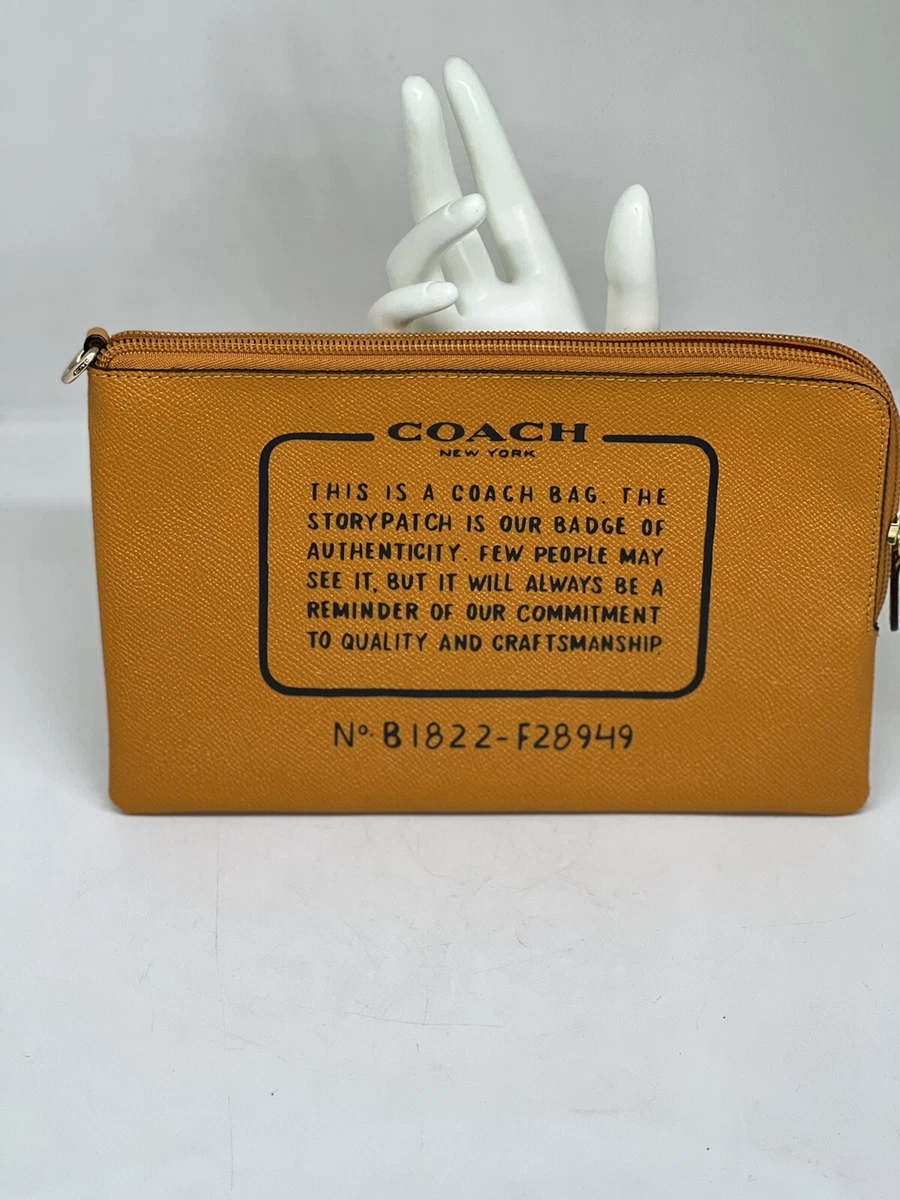 COACH
NEW YORK
THIS IS A COACH BAG. THE
STORYPATCH IS OUR BADGE OF
AUTHENTICITY. FEW PEOPLE MAY
SEE IT, BUT IT WILL ALWAYS BE A
REMINDER OF OUR COMMITMENT
TO QUALITY AND CRAFTSMANSHIP.
Nº. B1822-F28949